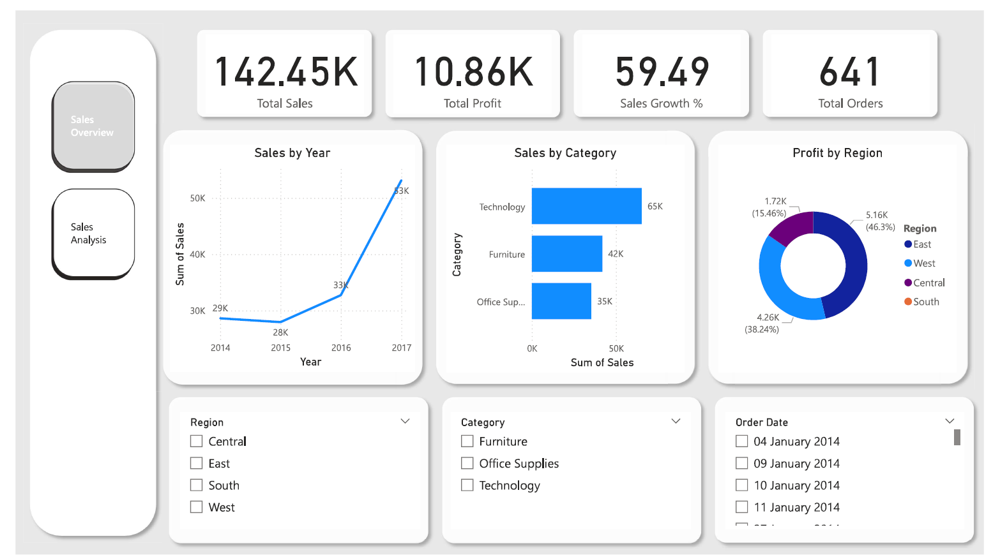 Sales
Overview
Sales
Analysis
142.45K
Total Sales
10.86K
Total Profit
59.49
Sales Growth %
641
Total Orders
Sales by Year
Sum of Sales
50K
40K
30K
29K
28K
33K
53K
2014
2015
2016
2017
Year
Sales by Category
Category
Technology
65K
Furniture
42K
Office Sup...
35K
0K
50K
Sum of Sales
Profit by Region
1.72K
(15.46%)
5.16K
(46.3%)
4.26K
(38.24%)
Region
East
West
Central
South
Region
Central
East
South
West
Category
Furniture
Office Supplies
Technology
Order Date
04 January 2014
09 January 2014
10 January 2014
11 January 2014